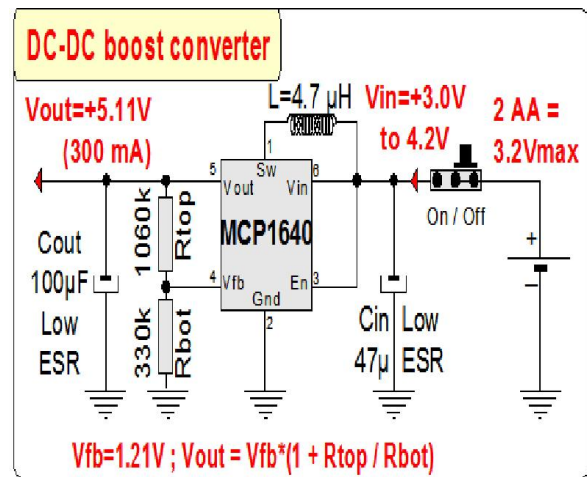 DC-DC boost converter
Vout=+5.11V
(300 mA)
L=4.7 µH
Vin=+3.0V
to 4.2V
2 AA =
3.2Vmax
1
Sw
5
Vout
Vin
6
MCP1640
On / Off
1060k
Rtop
Cout
100µF
Low
ESR
4
Vfb
En
3
Gnd
2
330k
Rbot
Cin
47µ
Low
ESR
+
–
Vfb=1.21V ; Vout = Vfb*(1 + Rtop / Rbot)